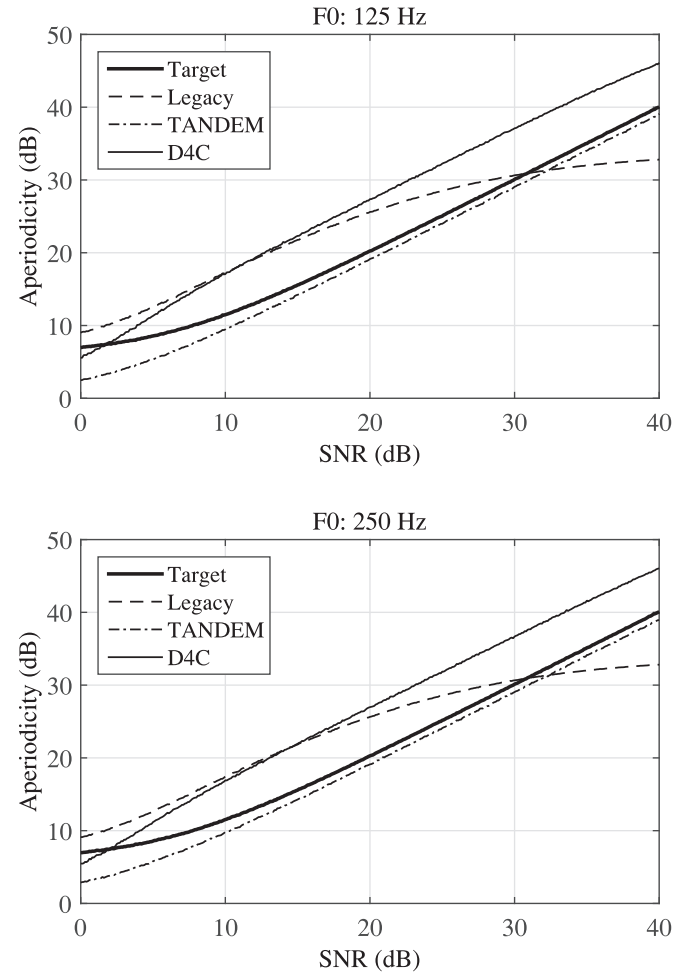 F0: 125 Hz
50
40
30
20
10
0
Aperiodicity (dB)
Target
Legacy
TANDEM
D4C
0 10 20 30 40
SNR (dB)
F0: 250 Hz
50
40
30
20
10
0
Aperiodicity (dB)
Target
Legacy
TANDEM
D4C
0 10 20 30 40
SNR (dB)